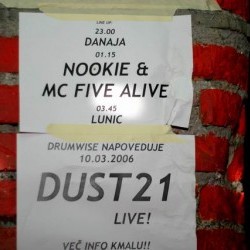 LINE UP:
23.00
DANAJA
01.15
NOOKIE &
MC FIVE ALIVE
03.45
LUNIC
DRUMWISE NAPOVEDUJE
10.03.2006
DUST21
LIVE!
VEČ INFO KMALU!!